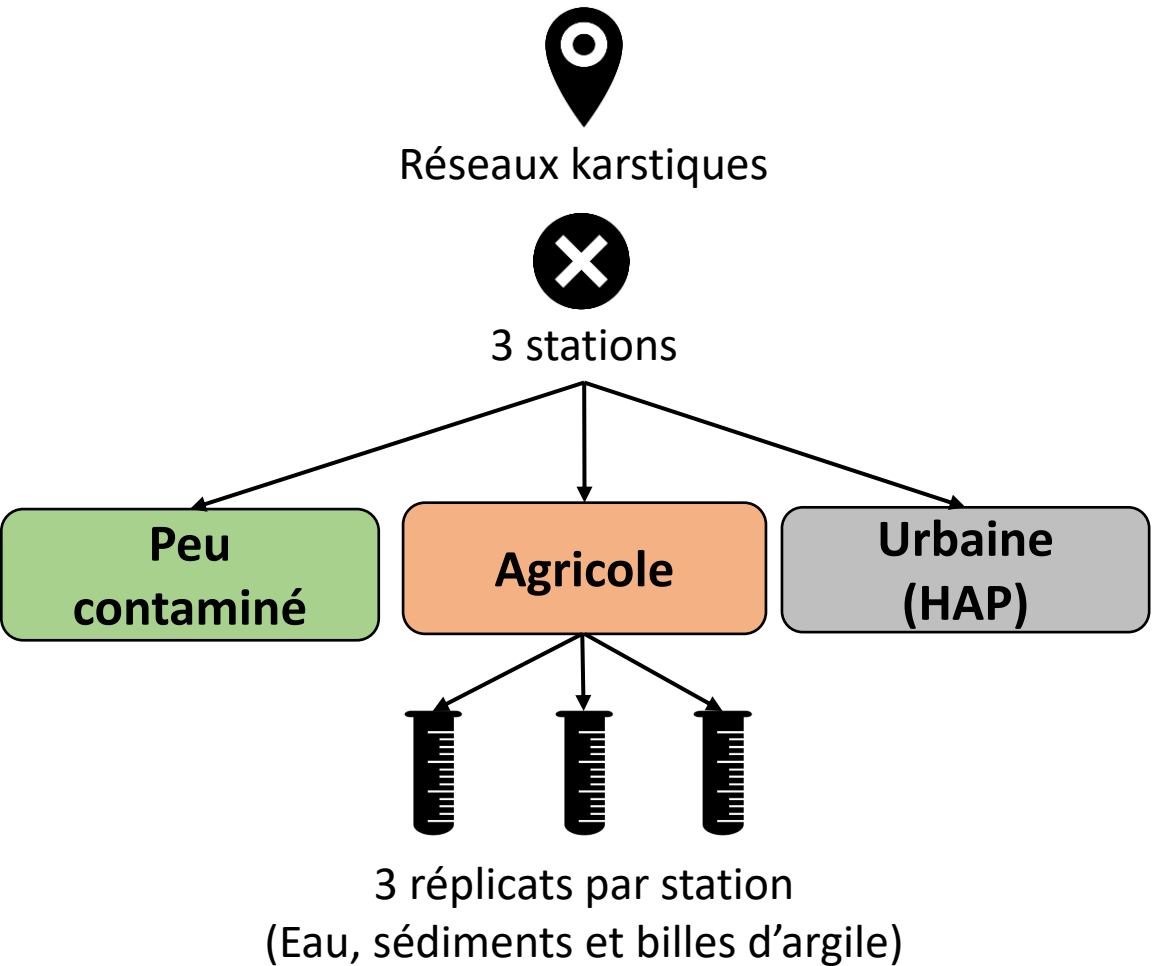 Réseaux karstiques
3 stations
Peu
contaminé
Agricole
Urbaine
(HAP)
3 réplicats par station
(Eau, sédiments et billes d’argile)